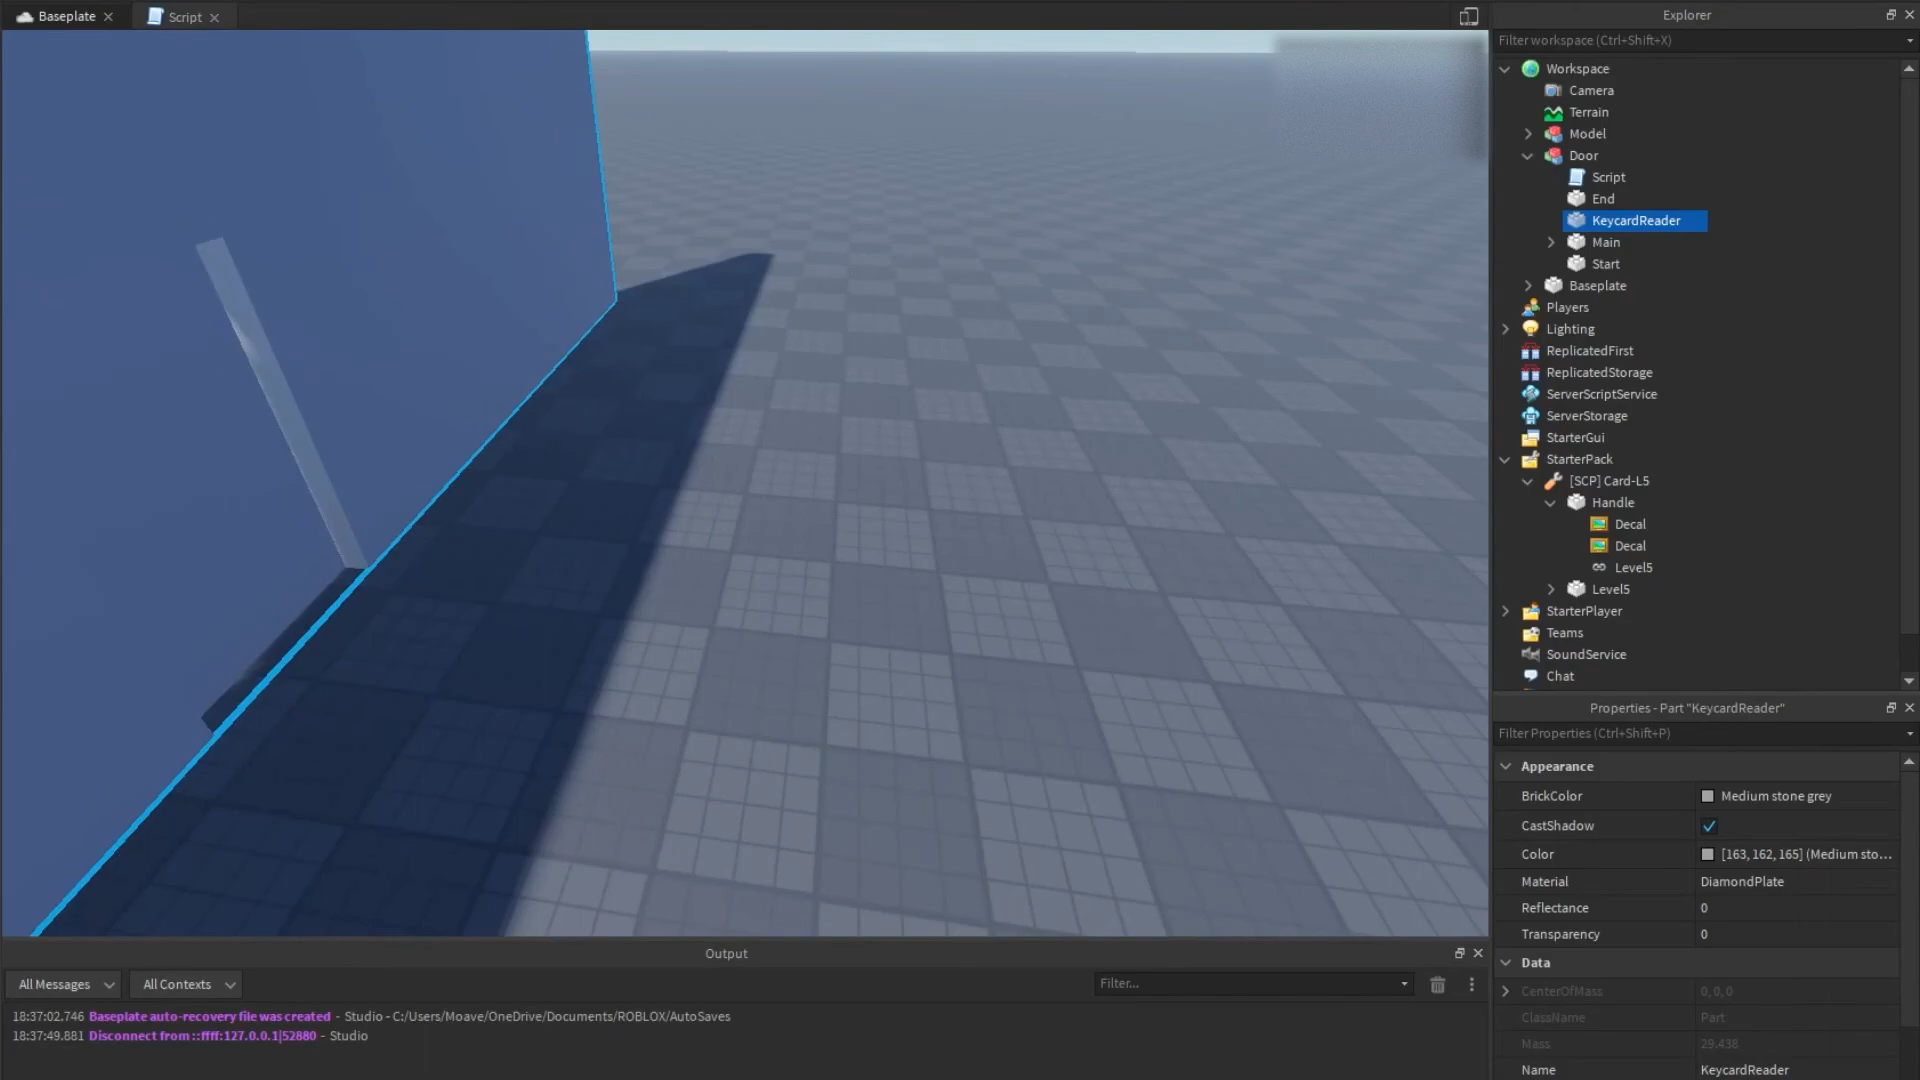 Baseplate
Script
Explorer
Filter workspace (Ctrl+Shift+X)
Workspace
Camera
Terrain
Model
Door
Script
End
KeycardReader
Main
Start
Baseplate
Players
Lighting
ReplicatedFirst
ReplicatedStorage
ServerScriptService
ServerStorage
StarterGui
StarterPack
[SCP] Card-L5
Handle
Decal
Decal
Level5
Level5
StarterPlayer
Teams
SoundService
Chat
Properties - Part "KeycardReader"
Filter Properties (Ctrl+Shift+P)
Appearance
BrickColor Medium stone grey
CastShadow
Color [163, 162, 165] (Medium sto...
Material DiamondPlate
Reflectance 0
Transparency 0
Data
CenterOfMass 0, 0, 0
ClassName Part
Mass 29.438
Name KeycardReader
Output
All Messages All Contexts Filter...
18:37:02.746 Baseplate auto-recovery file was created - Studio - C:/Users/Moave/OneDrive/Documents/ROBLOX/AutoSaves
18:37:49.881 Disconnect from ::ffff:127.0.0.1|52880 - Studio